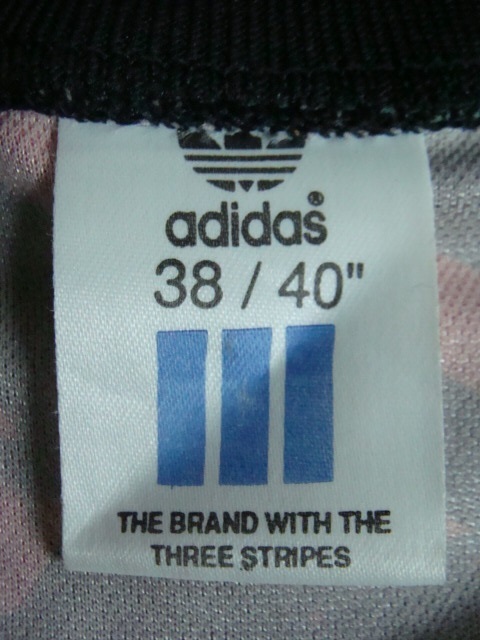 adidas®
38 / 40"
THE BRAND WITH THE
THREE STRIPES